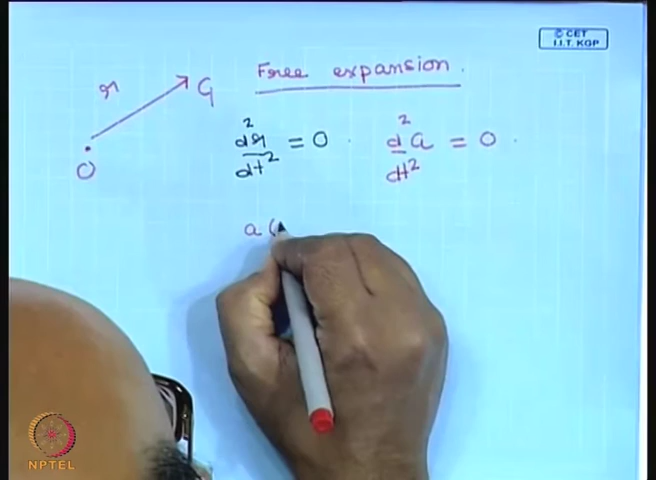 © CET
I.I.T. KGP
Free expansion.
r
G
O
d²r/dt² = 0. d²a/dt² = 0.
a (
NPTEL